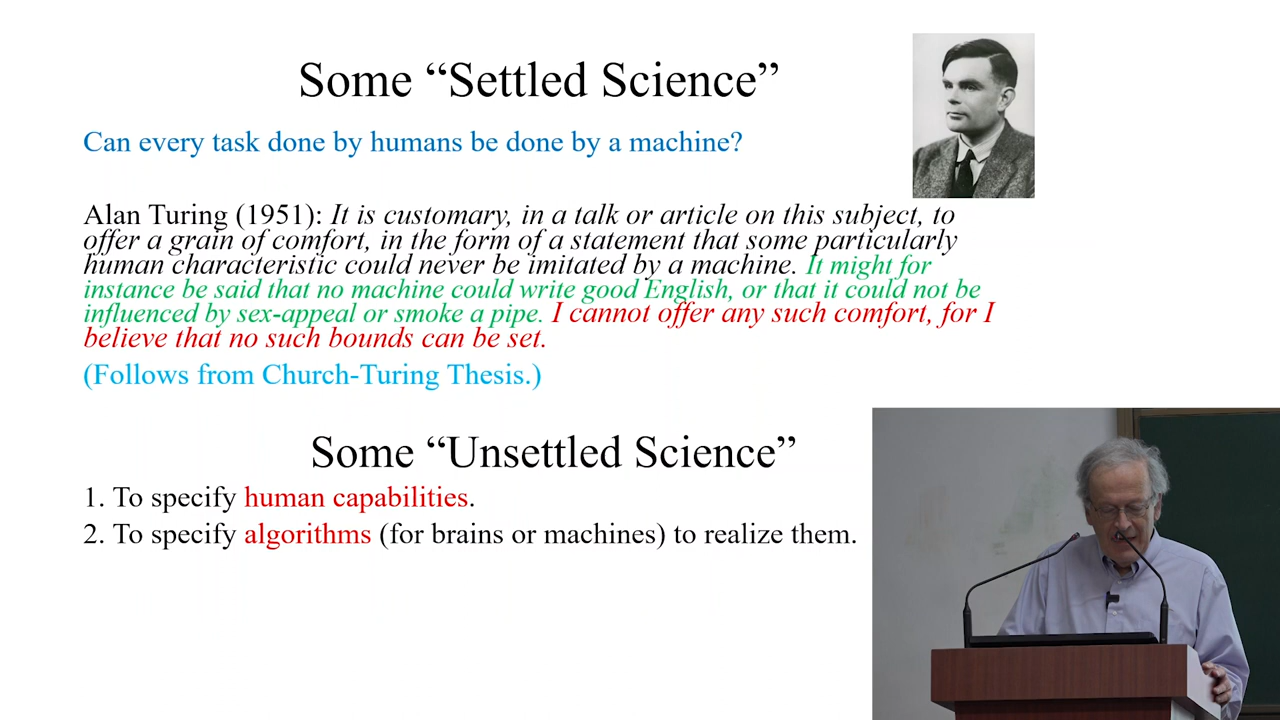 Some “Settled Science”
Can every task done by humans be done by a machine?
Alan Turing (1951): It is customary, in a talk or article on this subject, to
offer a grain of comfort, in the form of a statement that some particularly
human characteristic could never be imitated by a machine. It might for
instance be said that no machine could write good English, or that it could not be
influenced by sex-appeal or smoke a pipe. I cannot offer any such comfort, for I
believe that no such bounds can be set.
(Follows from Church-Turing Thesis.)
Some “Unsettled Science”
1. To specify human capabilities.
2. To specify algorithms (for brains or machines) to realize them.